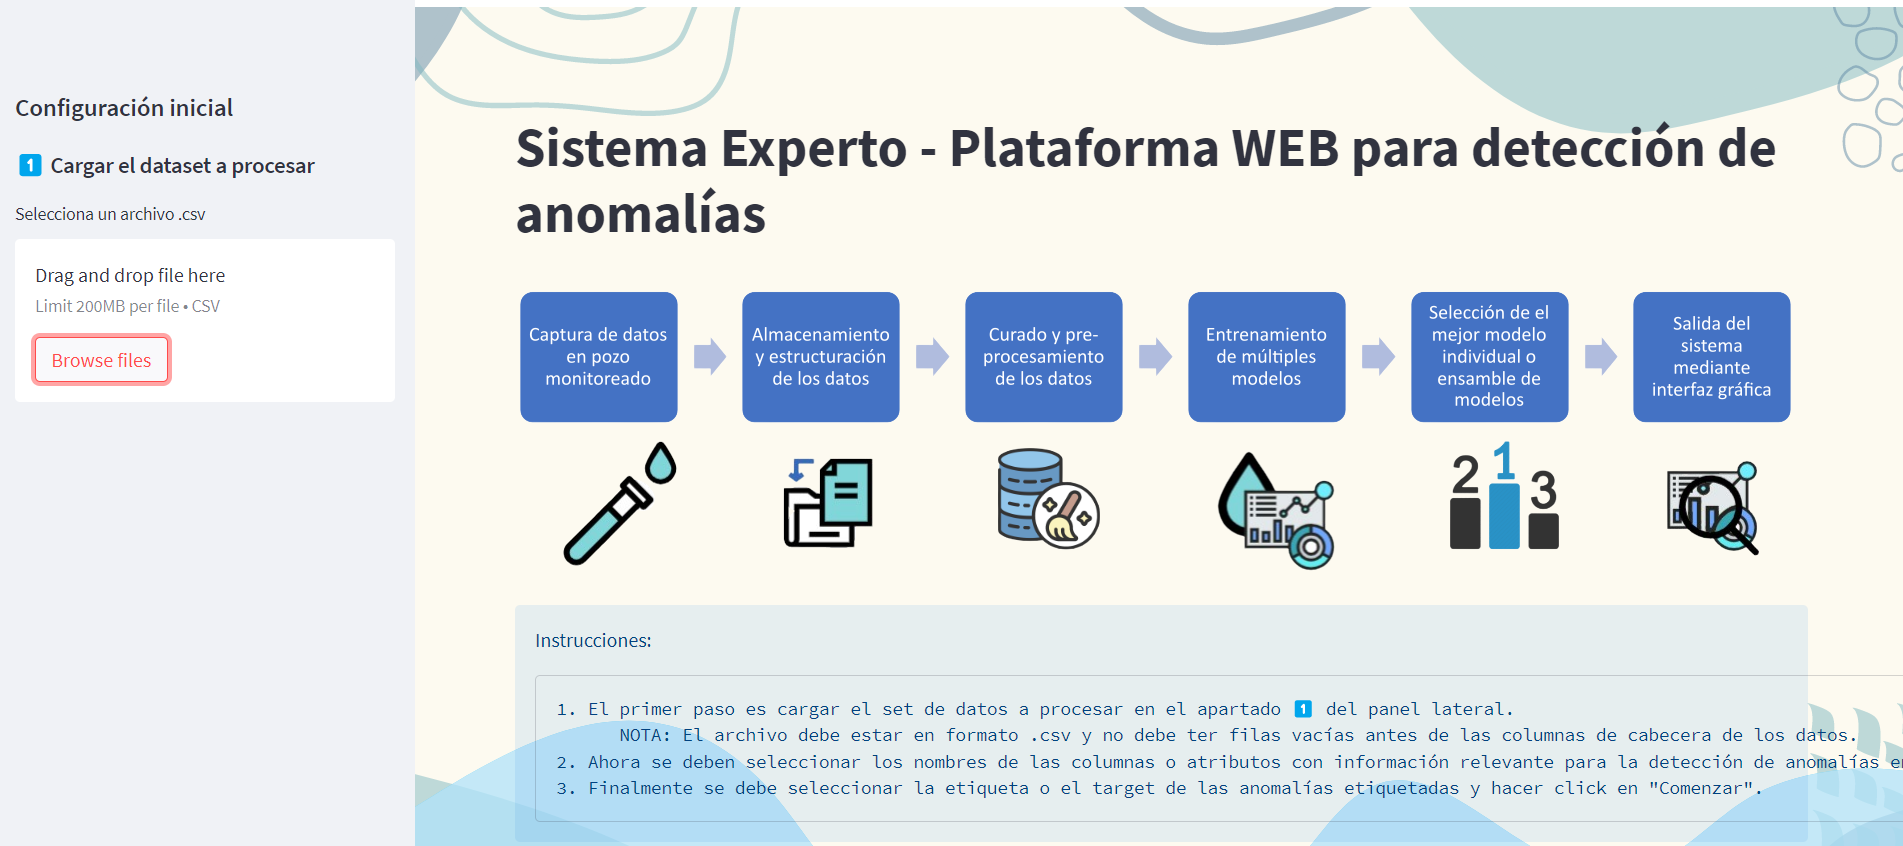 Configuración inicial
1 Cargar el dataset a procesar
Selecciona un archivo .csv
Drag and drop file here
Limit 200MB per file • CSV
Browse files
Sistema Experto - Plataforma WEB para detección de
anomalías
Captura de datos
en pozo
monitoreado
Almacenamiento
y estructuración
de los datos
Curado y pre-
procesamiento
de los datos
Entrenamiento
de múltiples
modelos
Selección de el
mejor modelo
individual o
ensamble de
modelos
Salida del
sistema
mediante
interfaz gráfica
2 1 3
Instrucciones:
1. El primer paso es cargar el set de datos a procesar en el apartado 1 del panel lateral.
NOTA: El archivo debe estar en formato .csv y no debe ter filas vacías antes de las columnas de cabecera de los datos.
2. Ahora se deben seleccionar los nombres de las columnas o atributos con información relevante para la detección de anomalías en
3. Finalmente se debe seleccionar la etiqueta o el target de las anomalías etiquetadas y hacer click en "Comenzar".